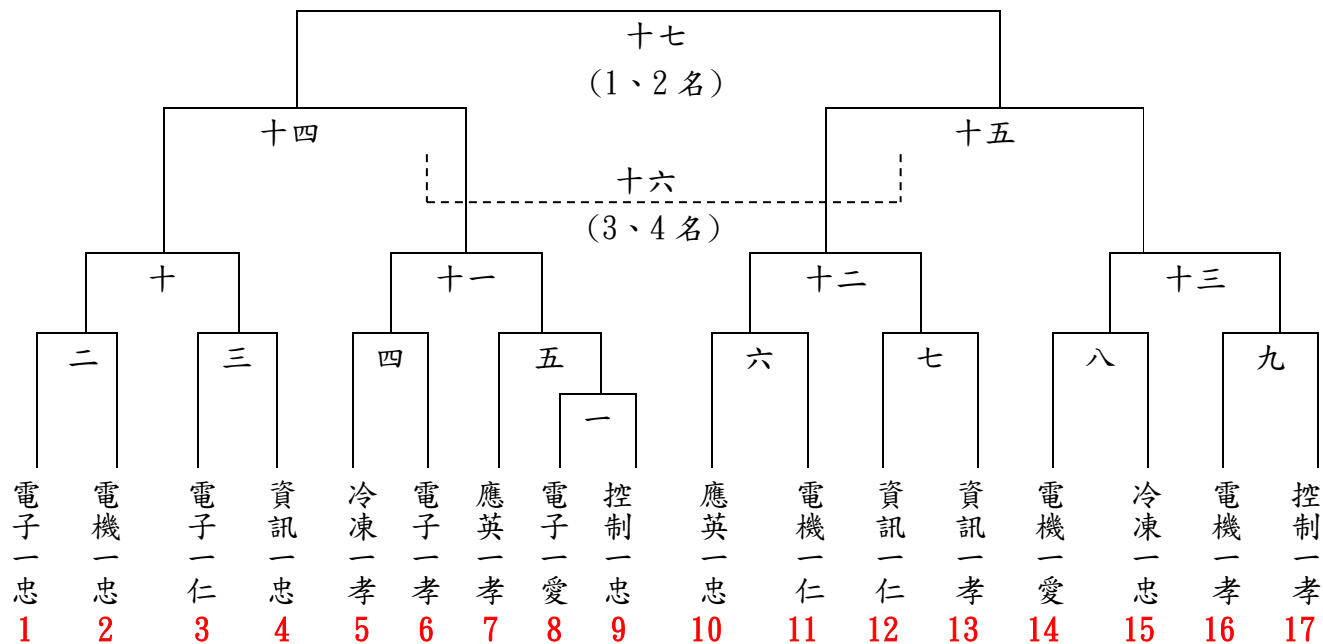 十七
(1、2名)
十四
十五
十六
(3、4名)
十
十一
十二
十三
二
三
四
五
六
七
八
九
一
電子一忠
電機一忠
電子一仁
資訊一忠
冷凍一孝
電子一孝
應英一孝
電子一愛
控制一忠
應英一忠
電機一仁
資訊一仁
資訊一孝
電機一愛
冷凍一忠
電機一孝
控制一孝
1 2 3 4 5 6 7 8 9 10 11 12 13 14 15 16 17